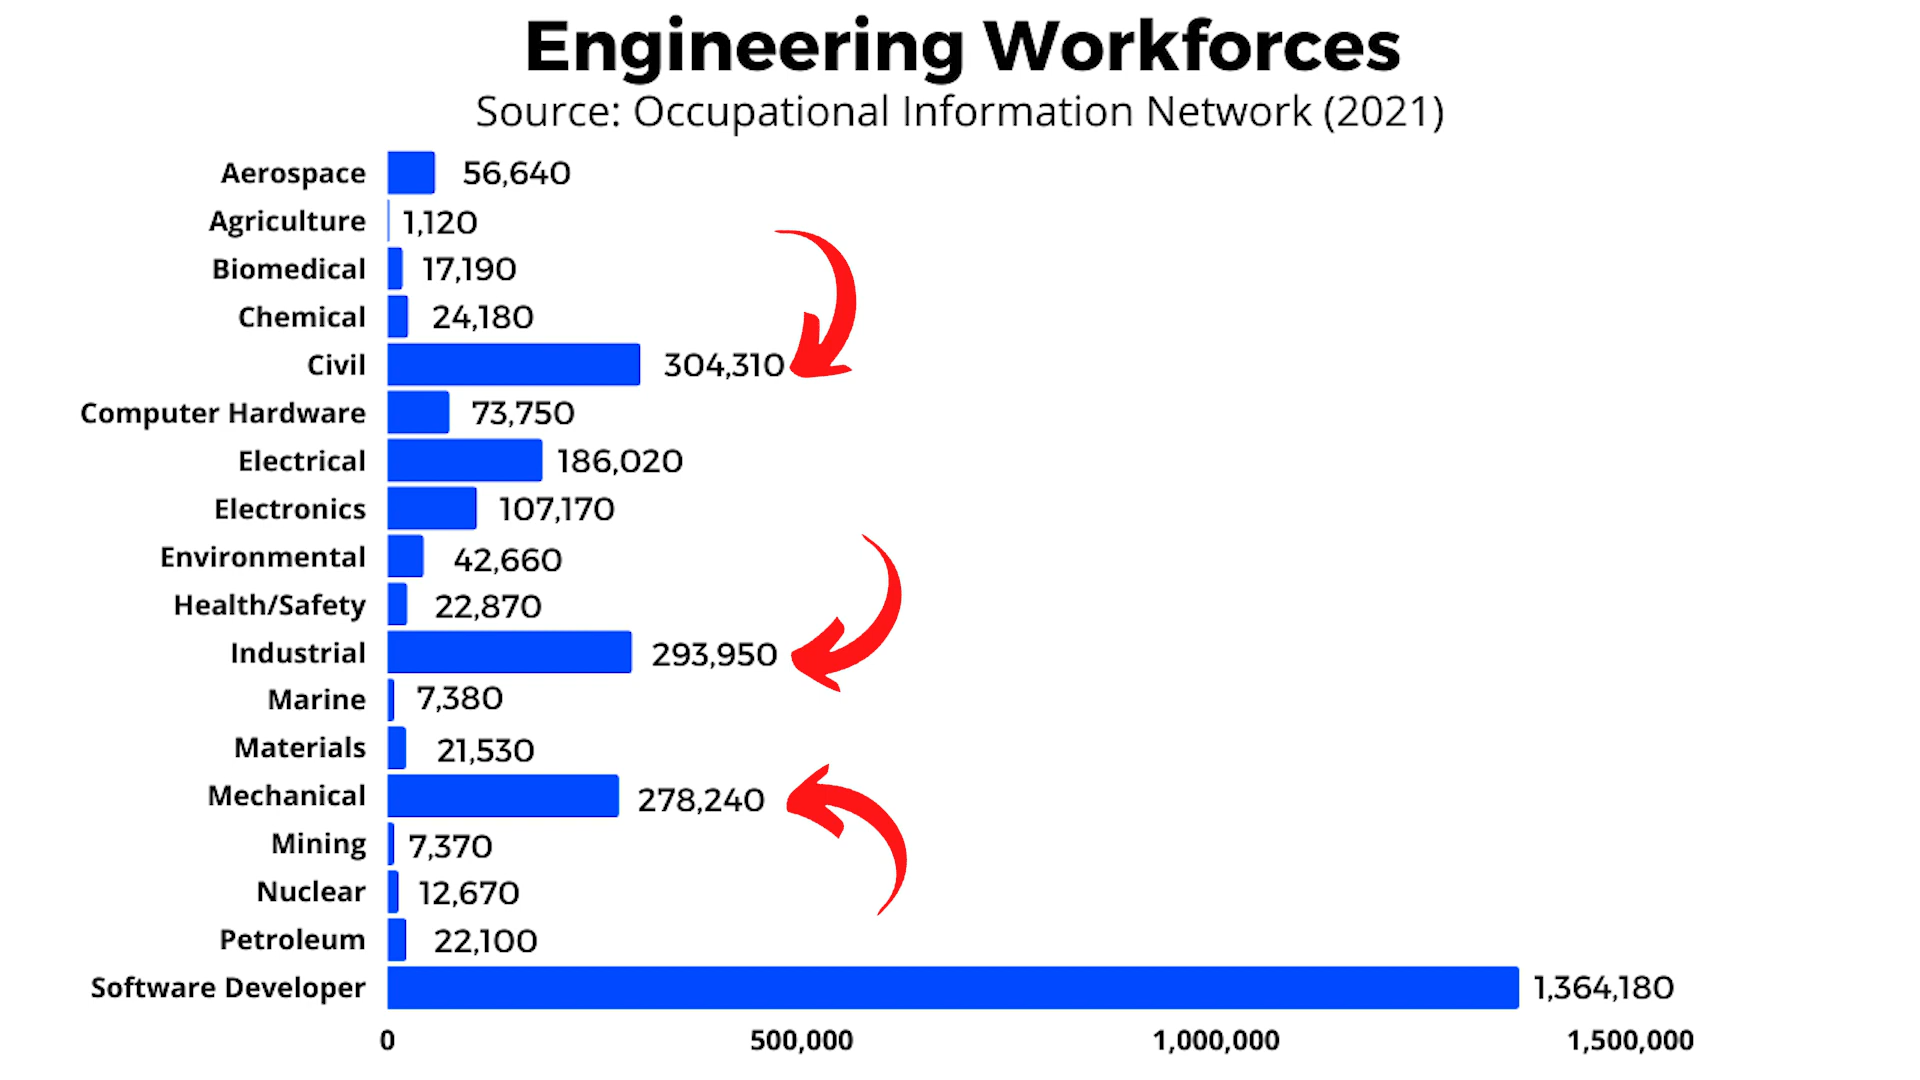 Engineering Workforces
Source: Occupational Information Network (2021)
Aerospace 56,640
Agriculture 1,120
Biomedical 17,190
Chemical 24,180
Civil 304,310
Computer Hardware 73,750
Electrical 186,020
Electronics 107,170
Environmental 42,660
Health/Safety 22,870
Industrial 293,950
Marine 7,380
Materials 21,530
Mechanical 278,240
Mining 7,370
Nuclear 12,670
Petroleum 22,100
Software Developer 1,364,180
0 500,000 1,000,000 1,500,000